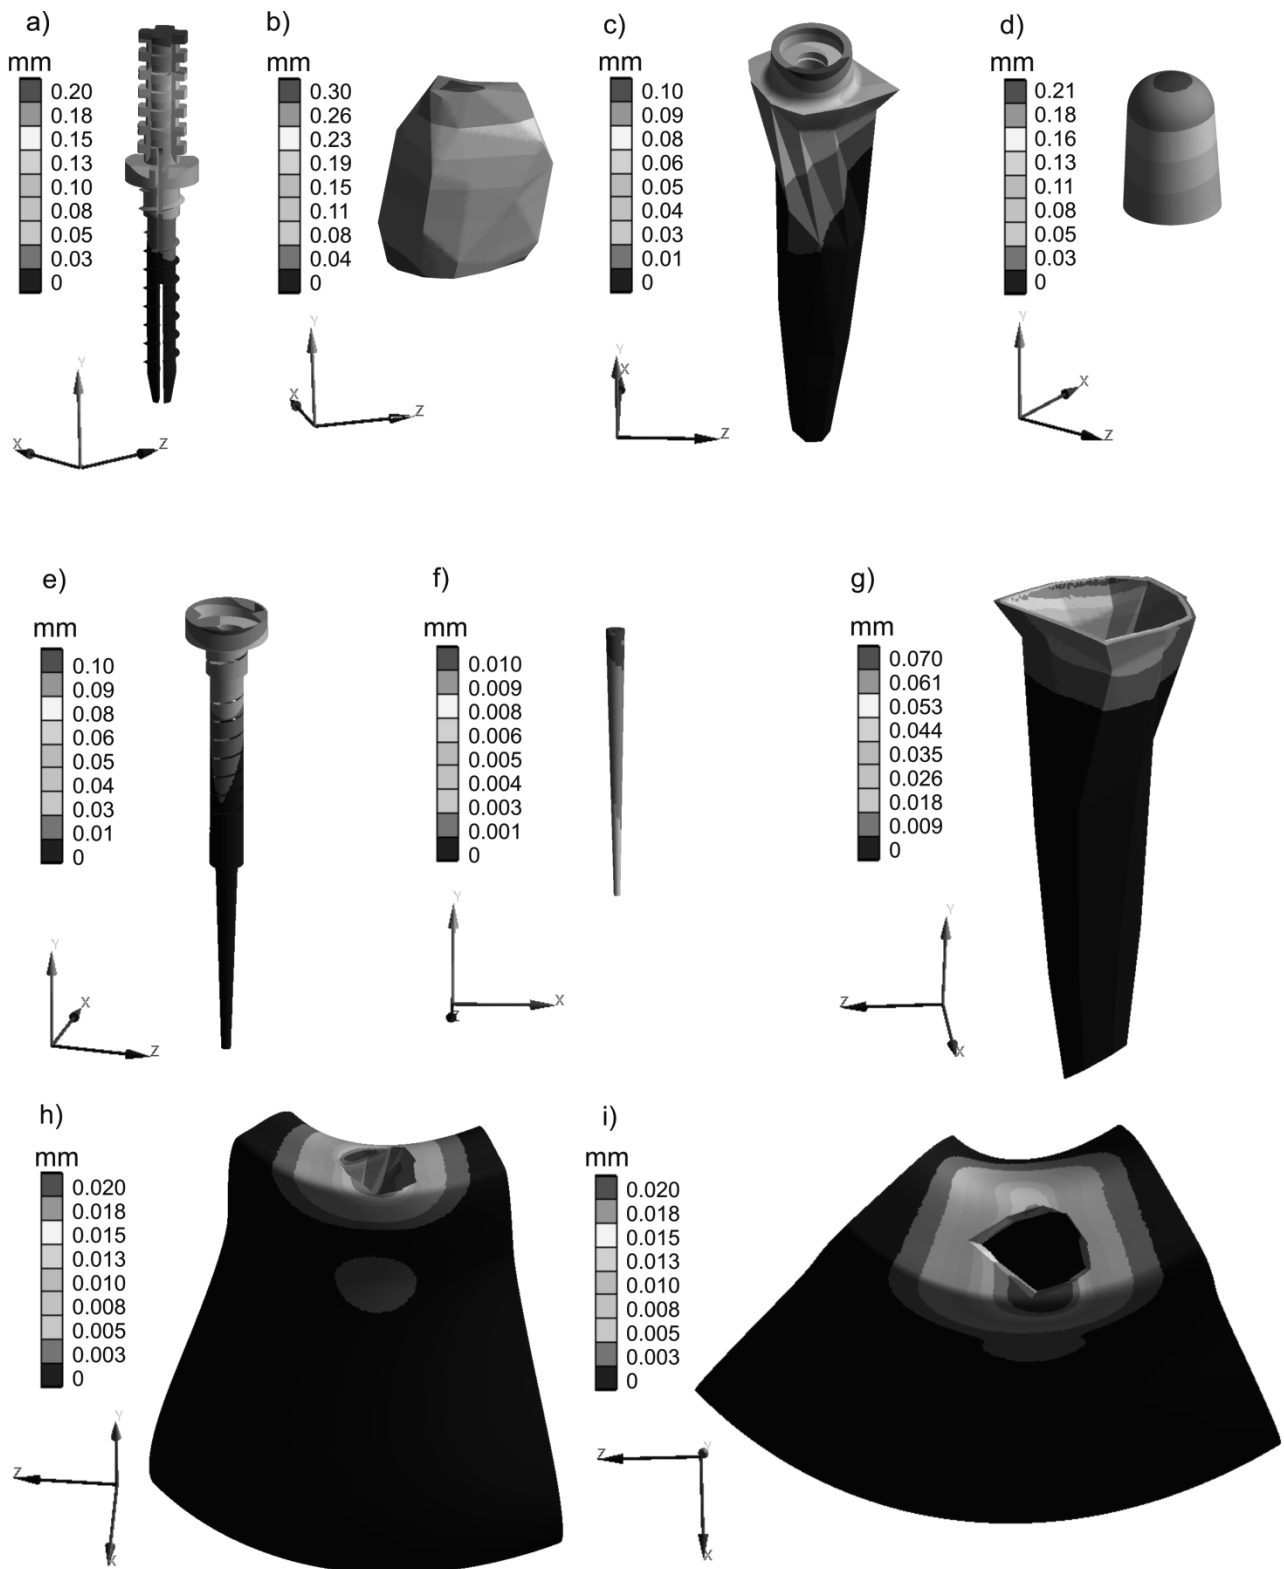 a)
mm
0.20
0.18
0.15
0.13
0.10
0.08
0.05
0.03
0
Y
X
Z
b)
mm
0.30
0.26
0.23
0.19
0.15
0.11
0.08
0.04
0
Y
X
Z
c)
mm
0.10
0.09
0.08
0.06
0.05
0.04
0.03
0.01
0
Y
X
Z
d)
mm
0.21
0.18
0.16
0.13
0.11
0.08
0.05
0.03
0
Y
X
Z
e)
mm
0.10
0.09
0.08
0.06
0.05
0.04
0.03
0.01
0
Y
X
Z
f)
mm
0.010
0.009
0.008
0.006
0.005
0.004
0.003
0.001
0
Y
X
Z
g)
mm
0.070
0.061
0.053
0.044
0.035
0.026
0.018
0.009
0
Y
Z
X
h)
mm
0.020
0.018
0.015
0.013
0.010
0.008
0.005
0.003
0
Y
Z
X
i)
mm
0.020
0.018
0.015
0.013
0.010
0.008
0.005
0.003
0
Y
Z
X